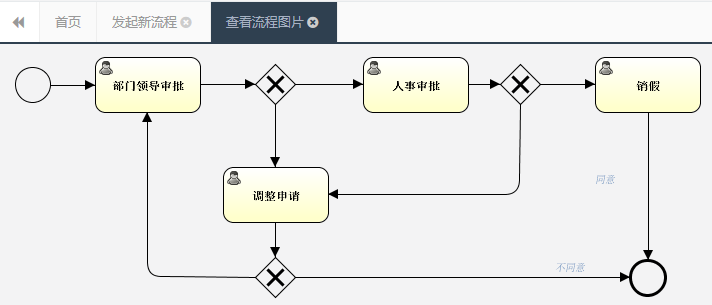 首页
发起新流程
查看流程图片
部门领导审批
人事审批
销假
调整申请
同意
不同意